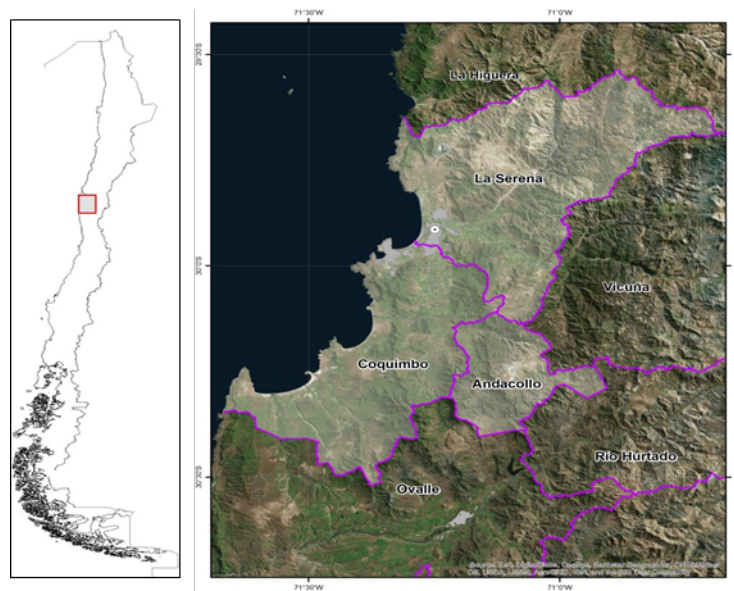 71°30'W 71°0'W
29°30'S
La Higuera
La Serena
30°0'S
Vicuña
Coquimbo
Andacollo
Río Hurtado
30°30'S
Ovalle
71°30'W 71°0'W